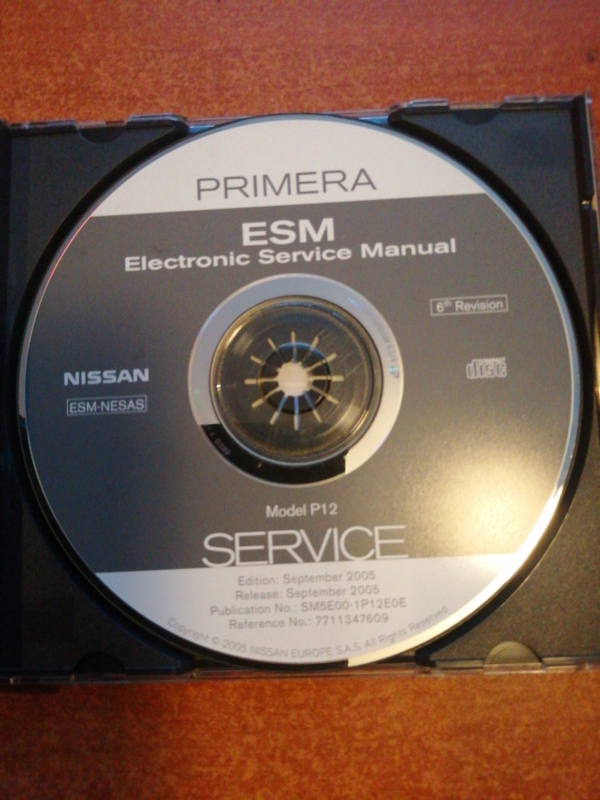 PRIMERA
ESM
Electronic Service Manual
6th Revision
NISSAN
COMPACT
disc
ESM-NESAS
Model P12
SERVICE
Edition: September 2005
Release: September 2005
Publication No.: SM5E00-1P12E0E
Reference No.: 7711347609
Copyright © 2005 NISSAN EUROPE S.A.S. All Rights Reserved.